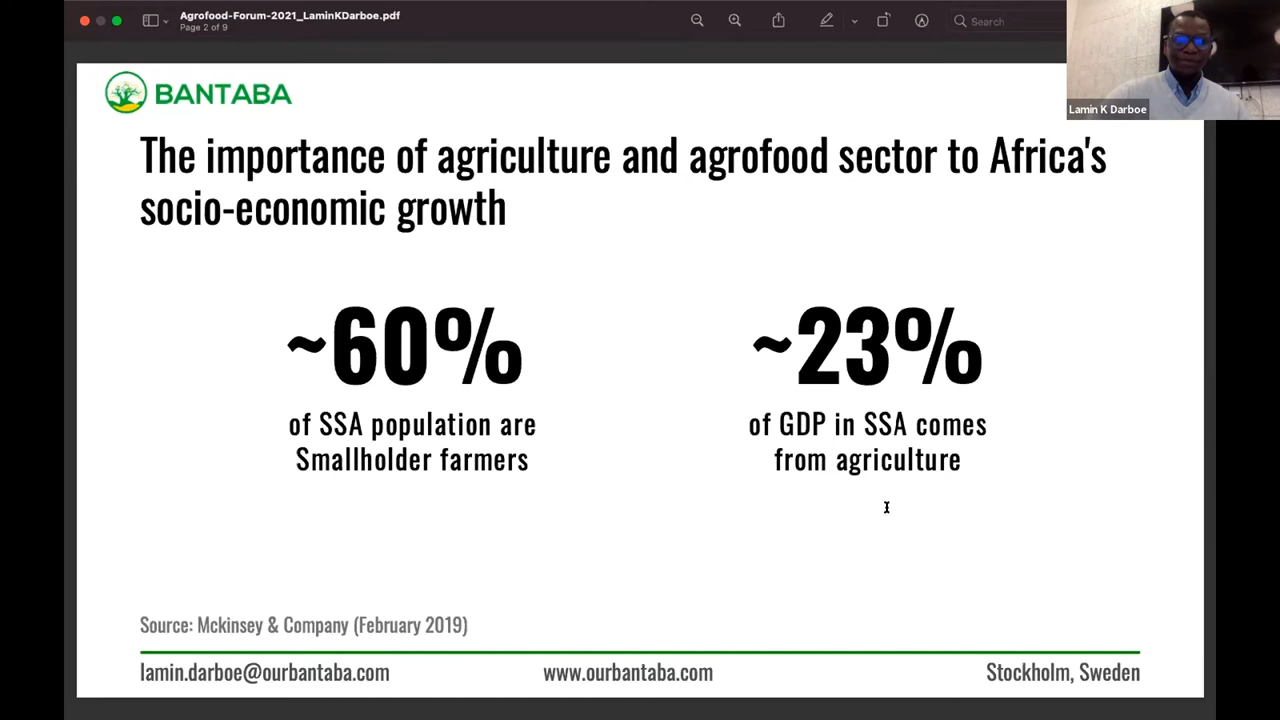 Agrofood-Forum-2021_LaminKDarboe.pdf
Page 2 of 9
Search
Lamin K Darboe
BANTABA
The importance of agriculture and agrofood sector to Africa's
socio-economic growth
~60%
of SSA population are
Smallholder farmers
~23%
of GDP in SSA comes
from agriculture
Source: Mckinsey & Company (February 2019)
lamin.darboe@ourbantaba.com
www.ourbantaba.com
Stockholm, Sweden